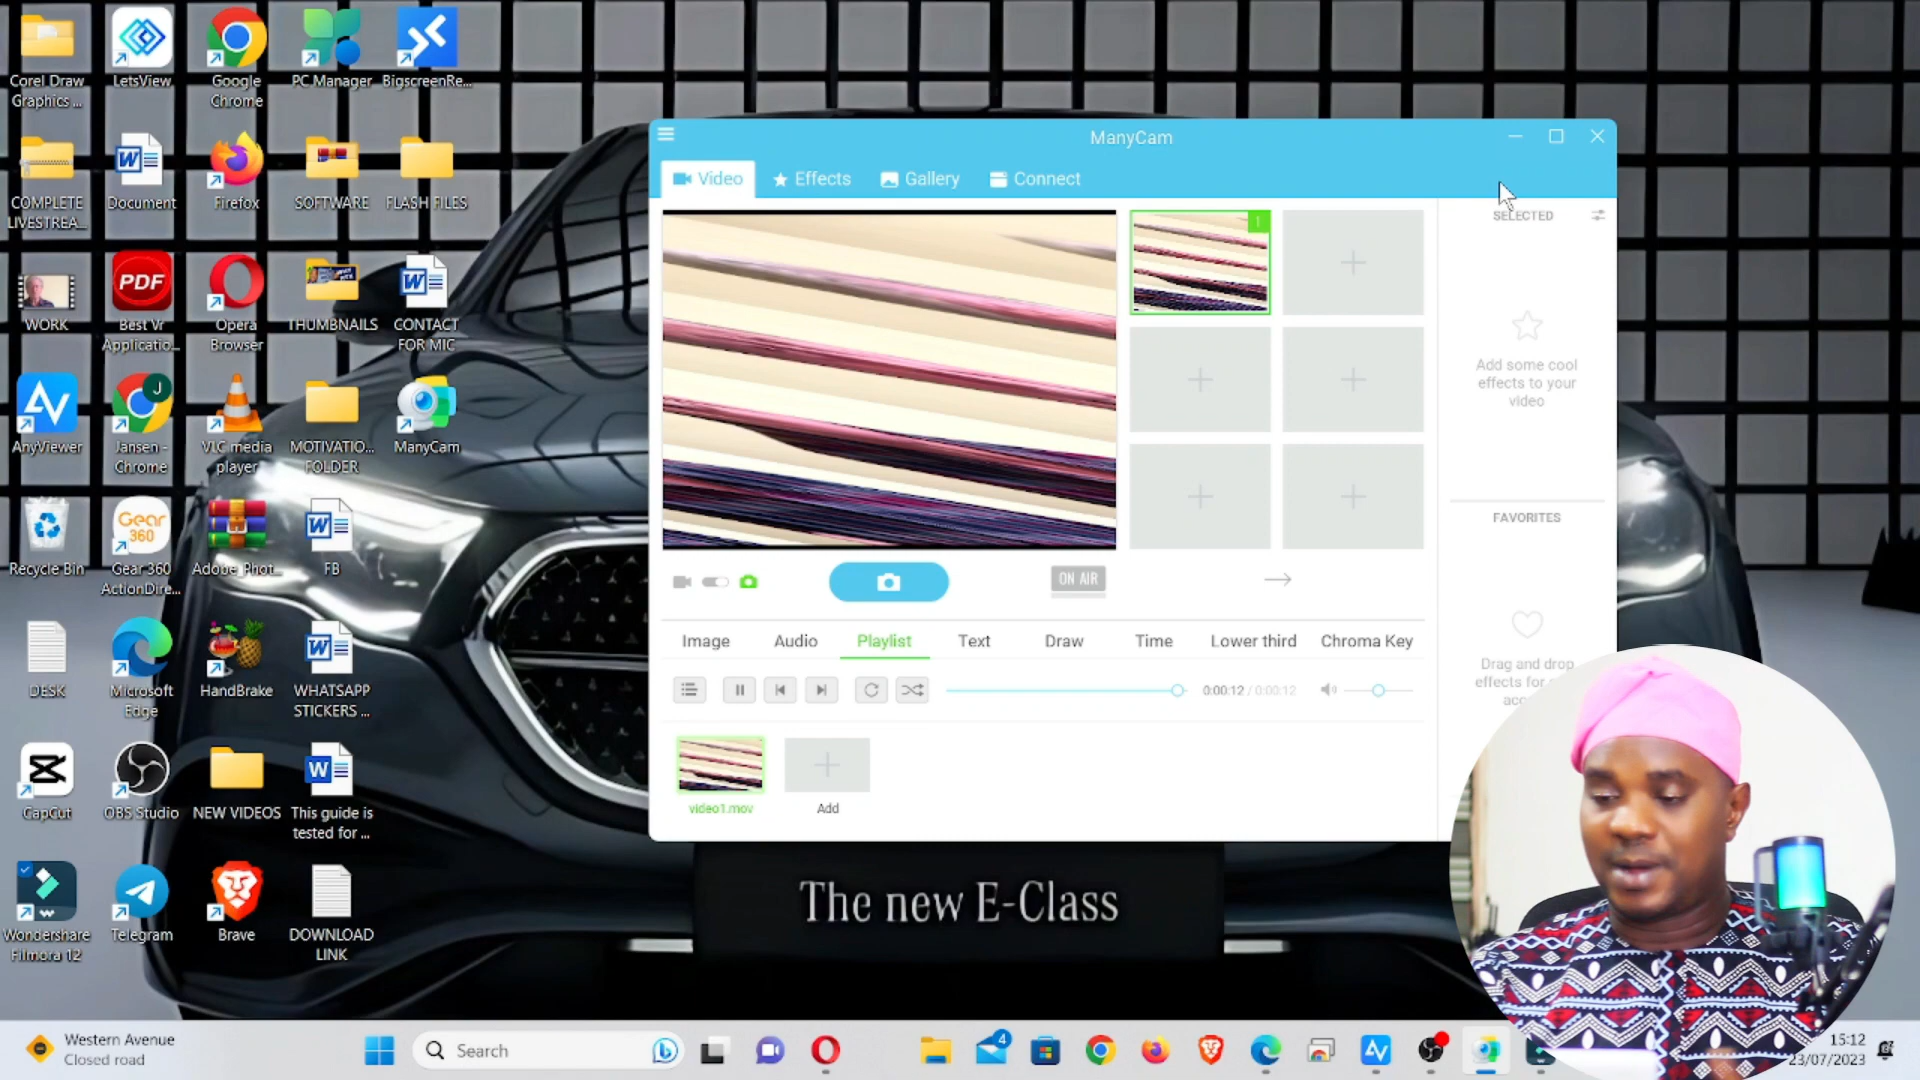 Corel Draw
Graphics ...
LetsView
Google
Chrome
PC Manager
BigscreenRe...
COMPLETE
LIVESTREA...
Document
Firefox
SOFTWARE
FLASH FILES
WORK
PDF
Best Vr
Applicatio...
Opera
Browser
THUMBNAILS
CONTACT
FOR MIC
AnyViewer
J
Jansen -
Chrome
VLC media
player
MOTIVATIO...
FOLDER
ManyCam
Recycle Bin
Gear
360
Gear 360
ActionDire...
Adobe_Phot...
FB
DESK
Microsoft
Edge
HandBrake
WHATSAPP
STICKERS ...
CapCut
OBS Studio
NEW VIDEOS
This guide is
tested for ...
Wondershare
Filmora 12
Telegram
Brave
DOWNLOAD
LINK
ManyCam
Video
Effects
Gallery
Connect
1
SELECTED
Add some cool
effects to your
video
FAVORITES
Drag and drop
effects for
ON AIR
Image
Audio
Playlist
Text
Draw
Time
Lower third
Chroma Key
0:00:12 / 0:00:12
video1.mov
Add
The new E-Class
Western Avenue
Closed road
Search
4
15:12
23/07/2023